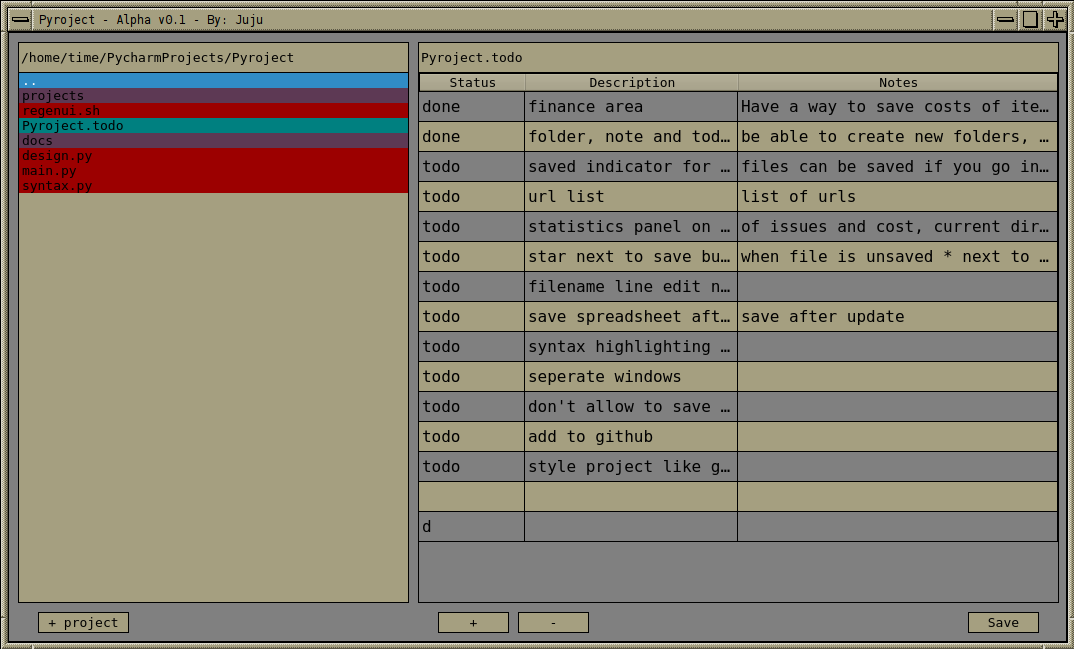 Pyroject - Alpha v0.1 - By: Juju
/home/time/PycharmProjects/Pyroject
..
projects
regenui.sh
Pyroject.todo
docs
design.py
main.py
syntax.py
+ project
Pyroject.todo
Status Description Notes
done finance area Have a way to save costs of ite…
done folder, note and tod… be able to create new folders, …
todo saved indicator for … files can be saved if you go in…
todo url list list of urls
todo statistics panel on … of issues and cost, current dir…
todo star next to save bu… when file is unsaved * next to …
todo filename line edit n…
todo save spreadsheet aft… save after update
todo syntax highlighting …
todo seperate windows
todo don't allow to save …
todo add to github
todo style project like g…
d
+ - Save